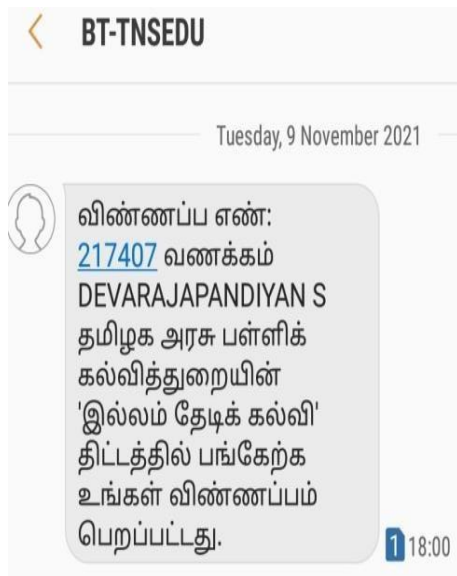 BT-TNSEDU
Tuesday, 9 November 2021
விண்ணப்ப எண்:
217407 வணக்கம்
DEVARAJAPANDIYAN S
தமிழக அரசு பள்ளிக்
கல்வித்துறையின்
'இல்லம் தேடிக் கல்வி'
திட்டத்தில் பங்கேற்க
உங்கள் விண்ணப்பம்
பெறப்பட்டது.
1 18:00